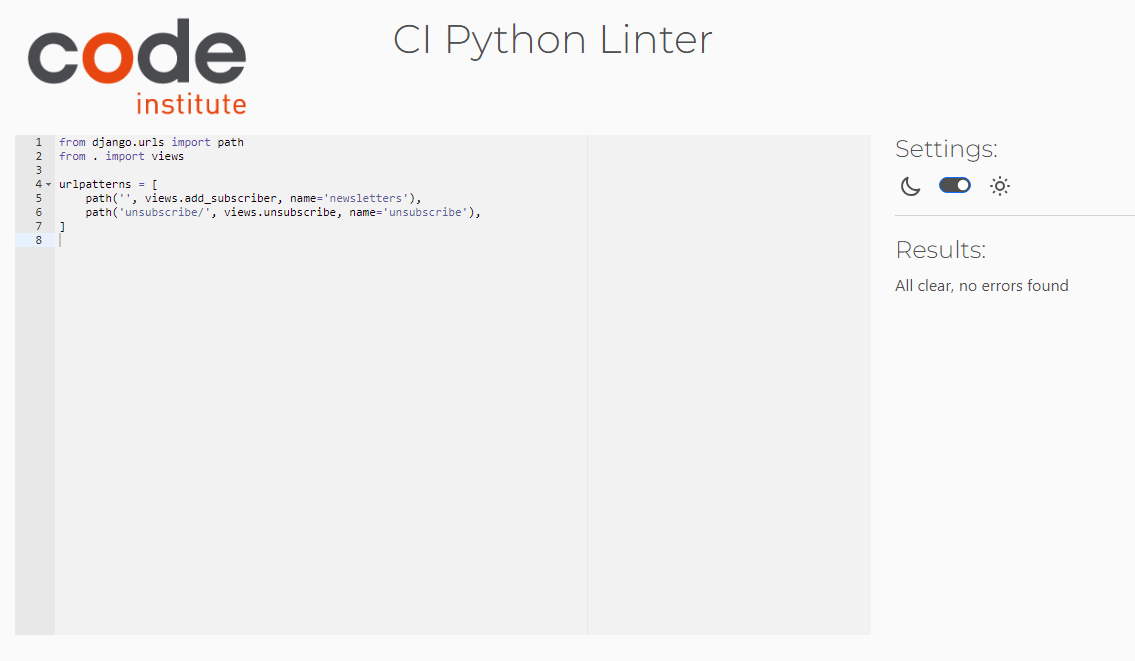 code
institute
CI Python Linter
1 from django.urls import path
2 from . import views
3
4 urlpatterns = [
5     path('', views.add_subscriber, name='newsletters'),
6     path('unsubscribe/', views.unsubscribe, name='unsubscribe'),
7 ]
8
Settings:
Results:
All clear, no errors found